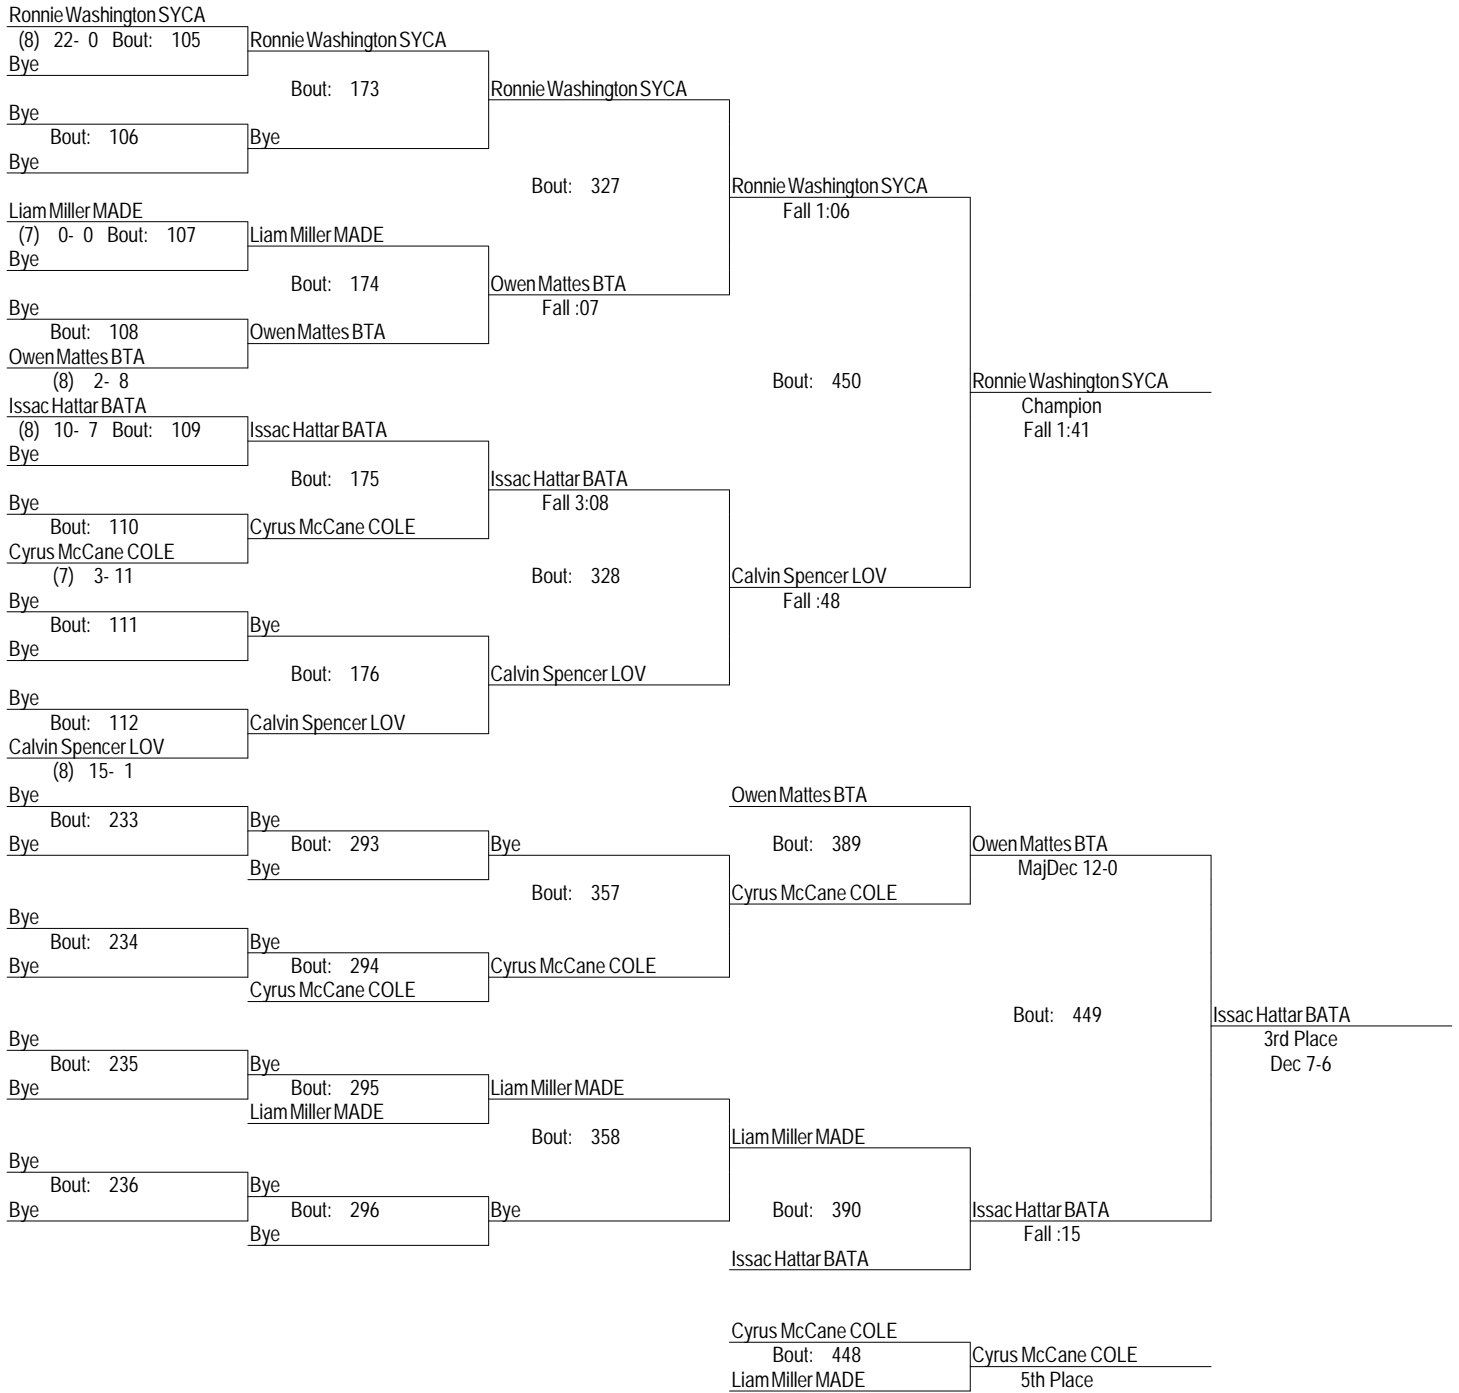 Ronnie Washington SYCA
(8) 22- 0 Bout: 105 Ronnie Washington SYCA
Bye
Bout: 173 Ronnie Washington SYCA
Bye
Bout: 106 Bye
Bye
Bout: 327 Ronnie Washington SYCA
Liam Miller MADE Fall 1:06
(7) 0- 0 Bout: 107 Liam Miller MADE
Bye
Bout: 174 Owen Mattes BTA
Bye Fall :07
Bout: 108 Owen Mattes BTA
Owen Mattes BTA
(8) 2- 8 Bout: 450 Ronnie Washington SYCA
Issac Hattar BATA Champion
(8) 10- 7 Bout: 109 Issac Hattar BATA Fall 1:41
Bye
Bout: 175 Issac Hattar BATA
Bye Fall 3:08
Bout: 110 Cyrus McCane COLE
Cyrus McCane COLE
(7) 3- 11 Bout: 328 Calvin Spencer LOV
Bye Fall :48
Bout: 111 Bye
Bye
Bout: 176 Calvin Spencer LOV
Bye
Bout: 112 Calvin Spencer LOV
Calvin Spencer LOV
(8) 15- 1
Bye Owen Mattes BTA
Bout: 233 Bye
Bye Bout: 293 Bye Bout: 389 Owen Mattes BTA
Bye MajDec 12-0
Bout: 357 Cyrus McCane COLE
Bye
Bout: 234 Bye
Bye Bout: 294 Cyrus McCane COLE
Cyrus McCane COLE
Bout: 449 Issac Hattar BATA
Bye 3rd Place
Bout: 235 Bye Dec 7-6
Bye Bout: 295 Liam Miller MADE
Liam Miller MADE
Bout: 358 Liam Miller MADE
Bye
Bout: 236 Bye
Bye Bout: 296 Bye Bout: 390 Issac Hattar BATA
Bye Fall :15
Issac Hattar BATA
Cyrus McCane COLE
Bout: 448 Cyrus McCane COLE
Liam Miller MADE 5th Place